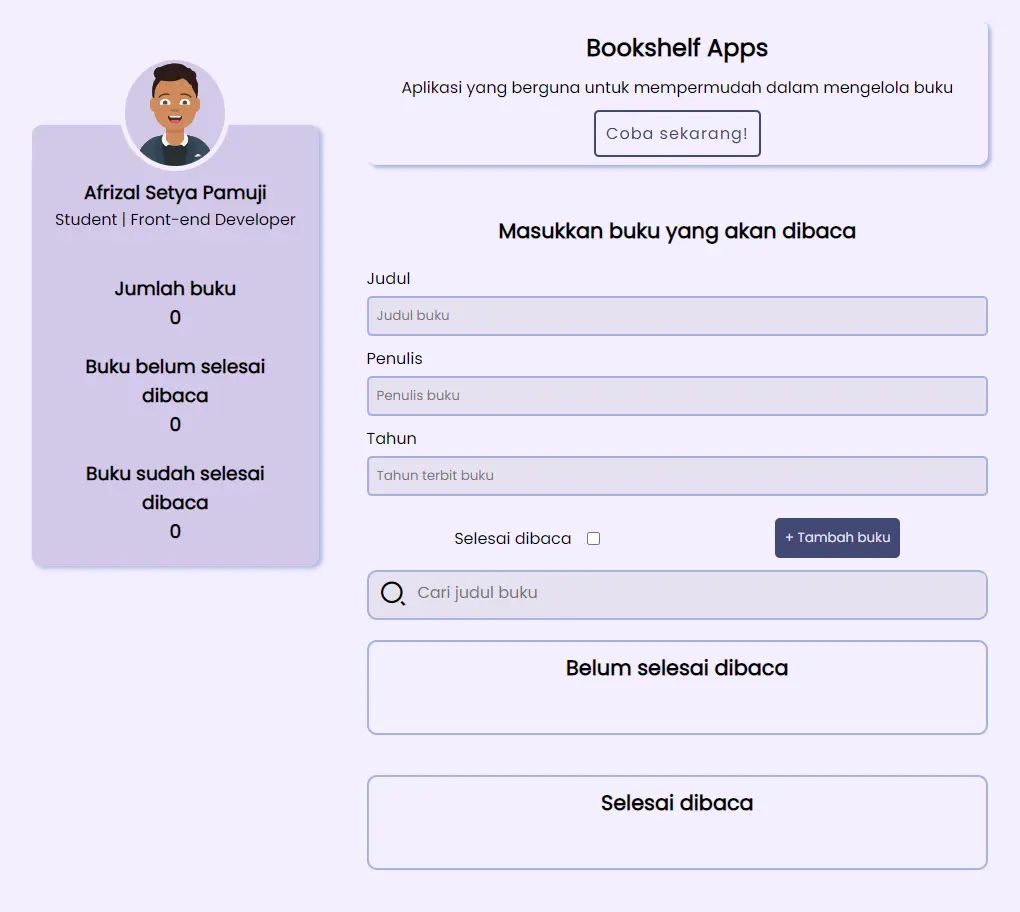 Bookshelf Apps
Aplikasi yang berguna untuk mempermudah dalam mengelola buku
Coba sekarang!
Afrizal Setya Pamuji
Student | Front-end Developer
Jumlah buku
0
Buku belum selesai
dibaca
0
Buku sudah selesai
dibaca
0
Masukkan buku yang akan dibaca
Judul
Judul buku
Penulis
Penulis buku
Tahun
Tahun terbit buku
Selesai dibaca
+ Tambah buku
Cari judul buku
Belum selesai dibaca
Selesai dibaca